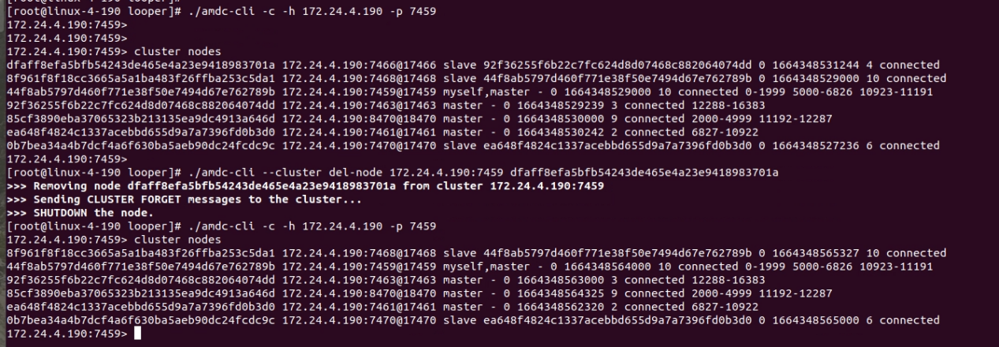 [root@linux-4-190 looper]#
[root@linux-4-190 looper]# ./amdc-cli -c -h 172.24.4.190 -p 7459
172.24.4.190:7459>
172.24.4.190:7459>
172.24.4.190:7459> cluster nodes
dfaff8efa5bfb54243de465e4a23e9418983701a 172.24.4.190:7466@17466 slave 92f36255f6b22c7fc624d8d07468c882064074dd 0 1664348531244 4 connected
8f961f8f18cc3665a5a1ba483f26ffba253c5da1 172.24.4.190:7468@17468 slave 44f8ab5797d460f771e38f50e7494d67e762789b 0 1664348529000 10 connected
44f8ab5797d460f771e38f50e7494d67e762789b 172.24.4.190:7459@17459 myself,master - 0 1664348529000 10 connected 0-1999 5000-6826 10923-11191
92f36255f6b22c7fc624d8d07468c882064074dd 172.24.4.190:7463@17463 master - 0 1664348529239 3 connected 12288-16383
85cf3890eba37065323b213135ea9dc4913a646d 172.24.4.190:8470@18470 master - 0 1664348530000 9 connected 2000-4999 11192-12287
ea648f4824c1337acebbd655d9a7a7396fd0b3d0 172.24.4.190:7461@17461 master - 0 1664348530242 2 connected 6827-10922
0b7bea34a4b7dcf4a6f630ba5aeb90dc24fcdc9c 172.24.4.190:7470@17470 slave ea648f4824c1337acebbd655d9a7a7396fd0b3d0 0 1664348527236 6 connected
172.24.4.190:7459>
[root@linux-4-190 looper]# ./amdc-cli --cluster del-node 172.24.4.190:7459 dfaff8efa5bfb54243de465e4a23e9418983701a
>>> Removing node dfaff8efa5bfb54243de465e4a23e9418983701a from cluster 172.24.4.190:7459
>>> Sending CLUSTER FORGET messages to the cluster...
>>> SHUTDOWN the node.
[root@linux-4-190 looper]# ./amdc-cli -c -h 172.24.4.190 -p 7459
172.24.4.190:7459> cluster nodes
8f961f8f18cc3665a5a1ba483f26ffba253c5da1 172.24.4.190:7468@17468 slave 44f8ab5797d460f771e38f50e7494d67e762789b 0 1664348565327 10 connected
44f8ab5797d460f771e38f50e7494d67e762789b 172.24.4.190:7459@17459 myself,master - 0 1664348564000 10 connected 0-1999 5000-6826 10923-11191
92f36255f6b22c7fc624d8d07468c882064074dd 172.24.4.190:7463@17463 master - 0 1664348563000 3 connected 12288-16383
85cf3890eba37065323b213135ea9dc4913a646d 172.24.4.190:8470@18470 master - 0 1664348564325 9 connected 2000-4999 11192-12287
ea648f4824c1337acebbd655d9a7a7396fd0b3d0 172.24.4.190:7461@17461 master - 0 1664348562320 2 connected 6827-10922
0b7bea34a4b7dcf4a6f630ba5aeb90dc24fcdc9c 172.24.4.190:7470@17470 slave ea648f4824c1337acebbd655d9a7a7396fd0b3d0 0 1664348565000 6 connected
172.24.4.190:7459>